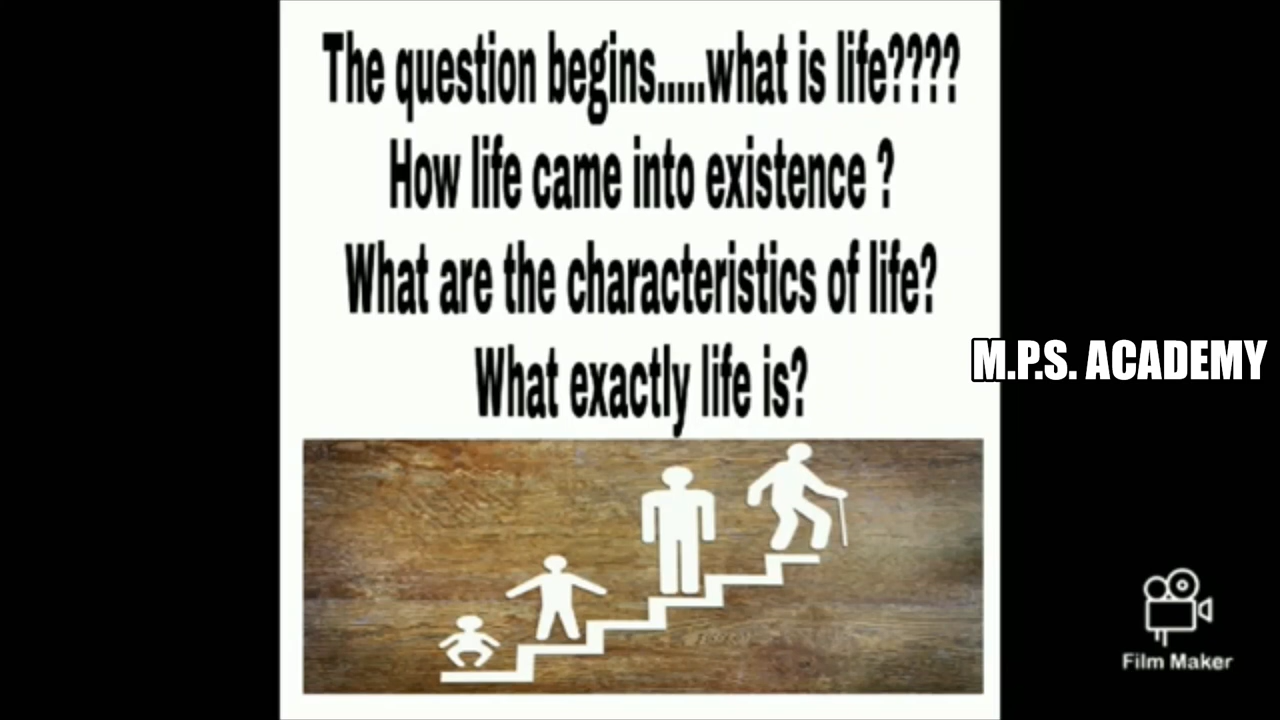 The question begins.....what is life????
How life came into existence ?
What are the characteristics of life?
What exactly life is?
M.P.S. ACADEMY
Film Maker